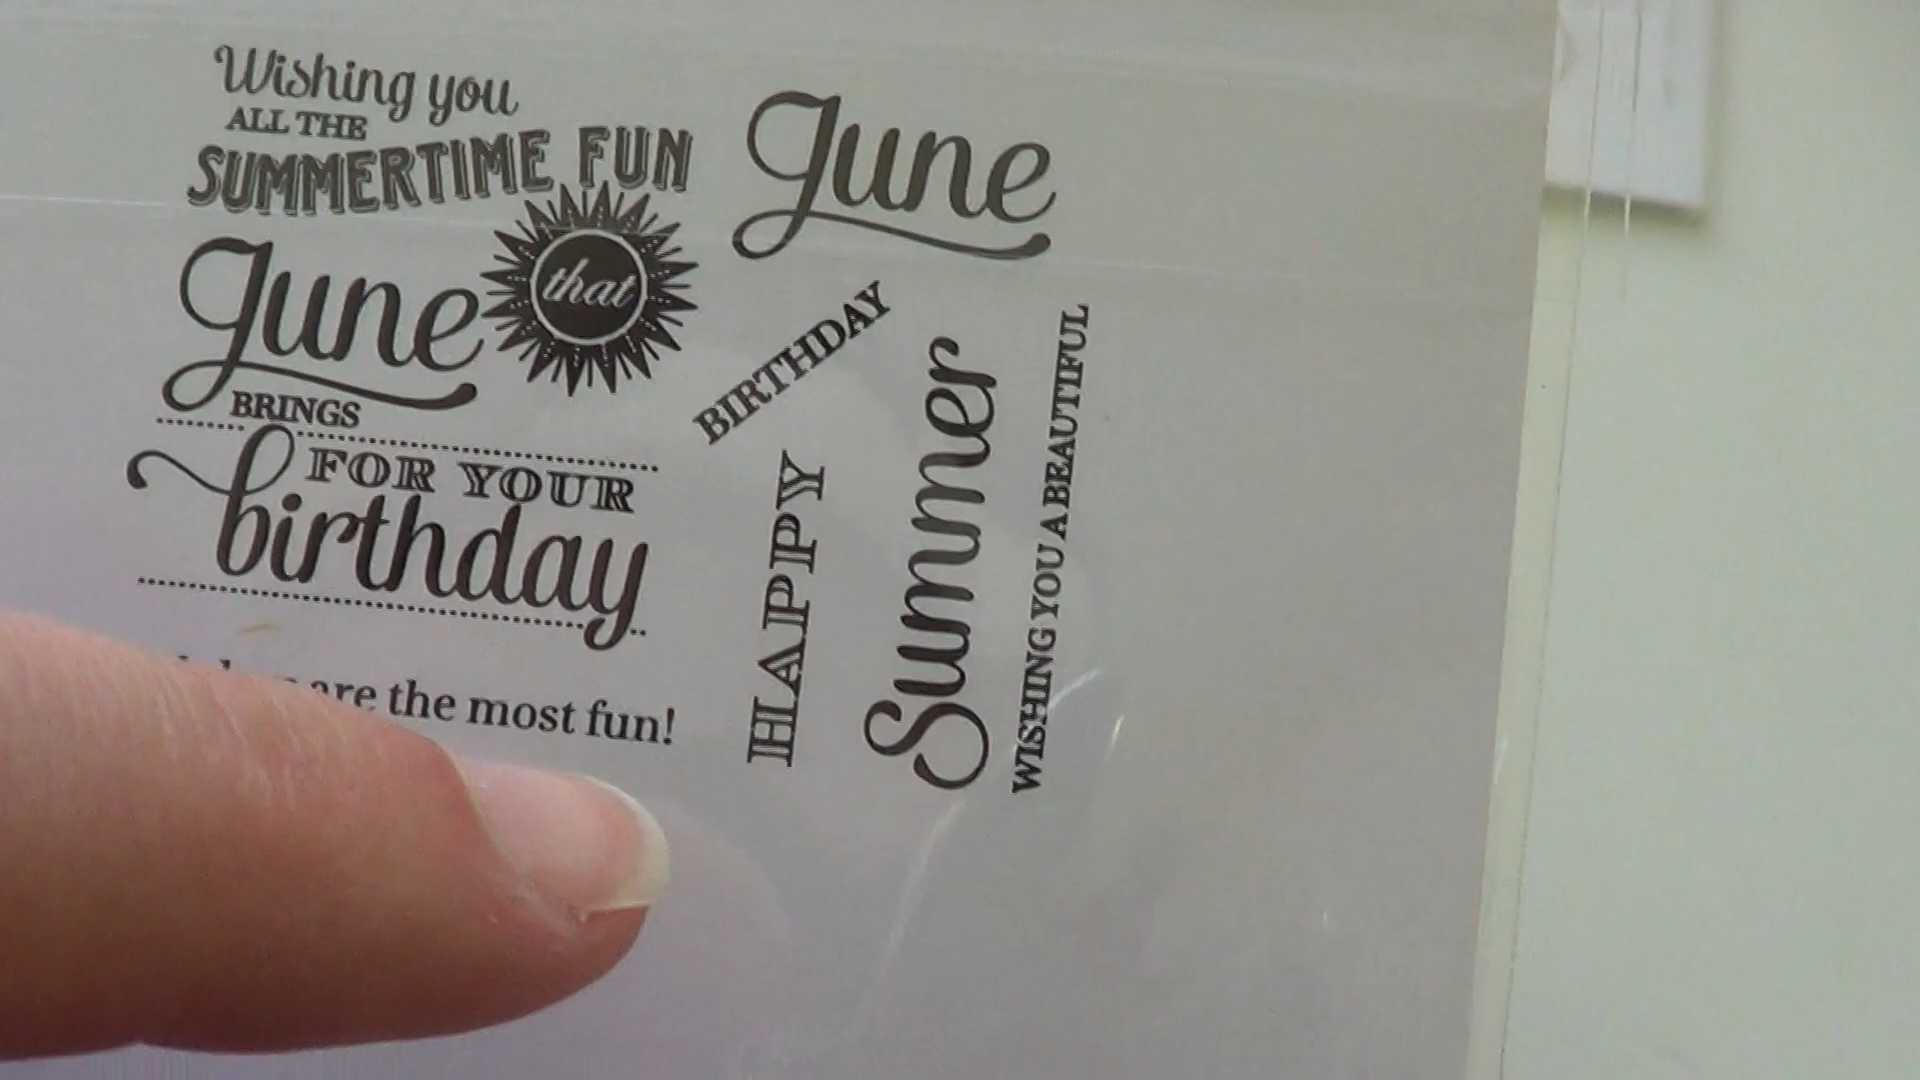 Wishing you
ALL THE
SUMMERTIME FUN
that
June
BRINGS
FOR YOUR
birthday
are the most fun!
June
BIRTHDAY
HAPPY
Summer
WISHING YOU A BEAUTIFUL